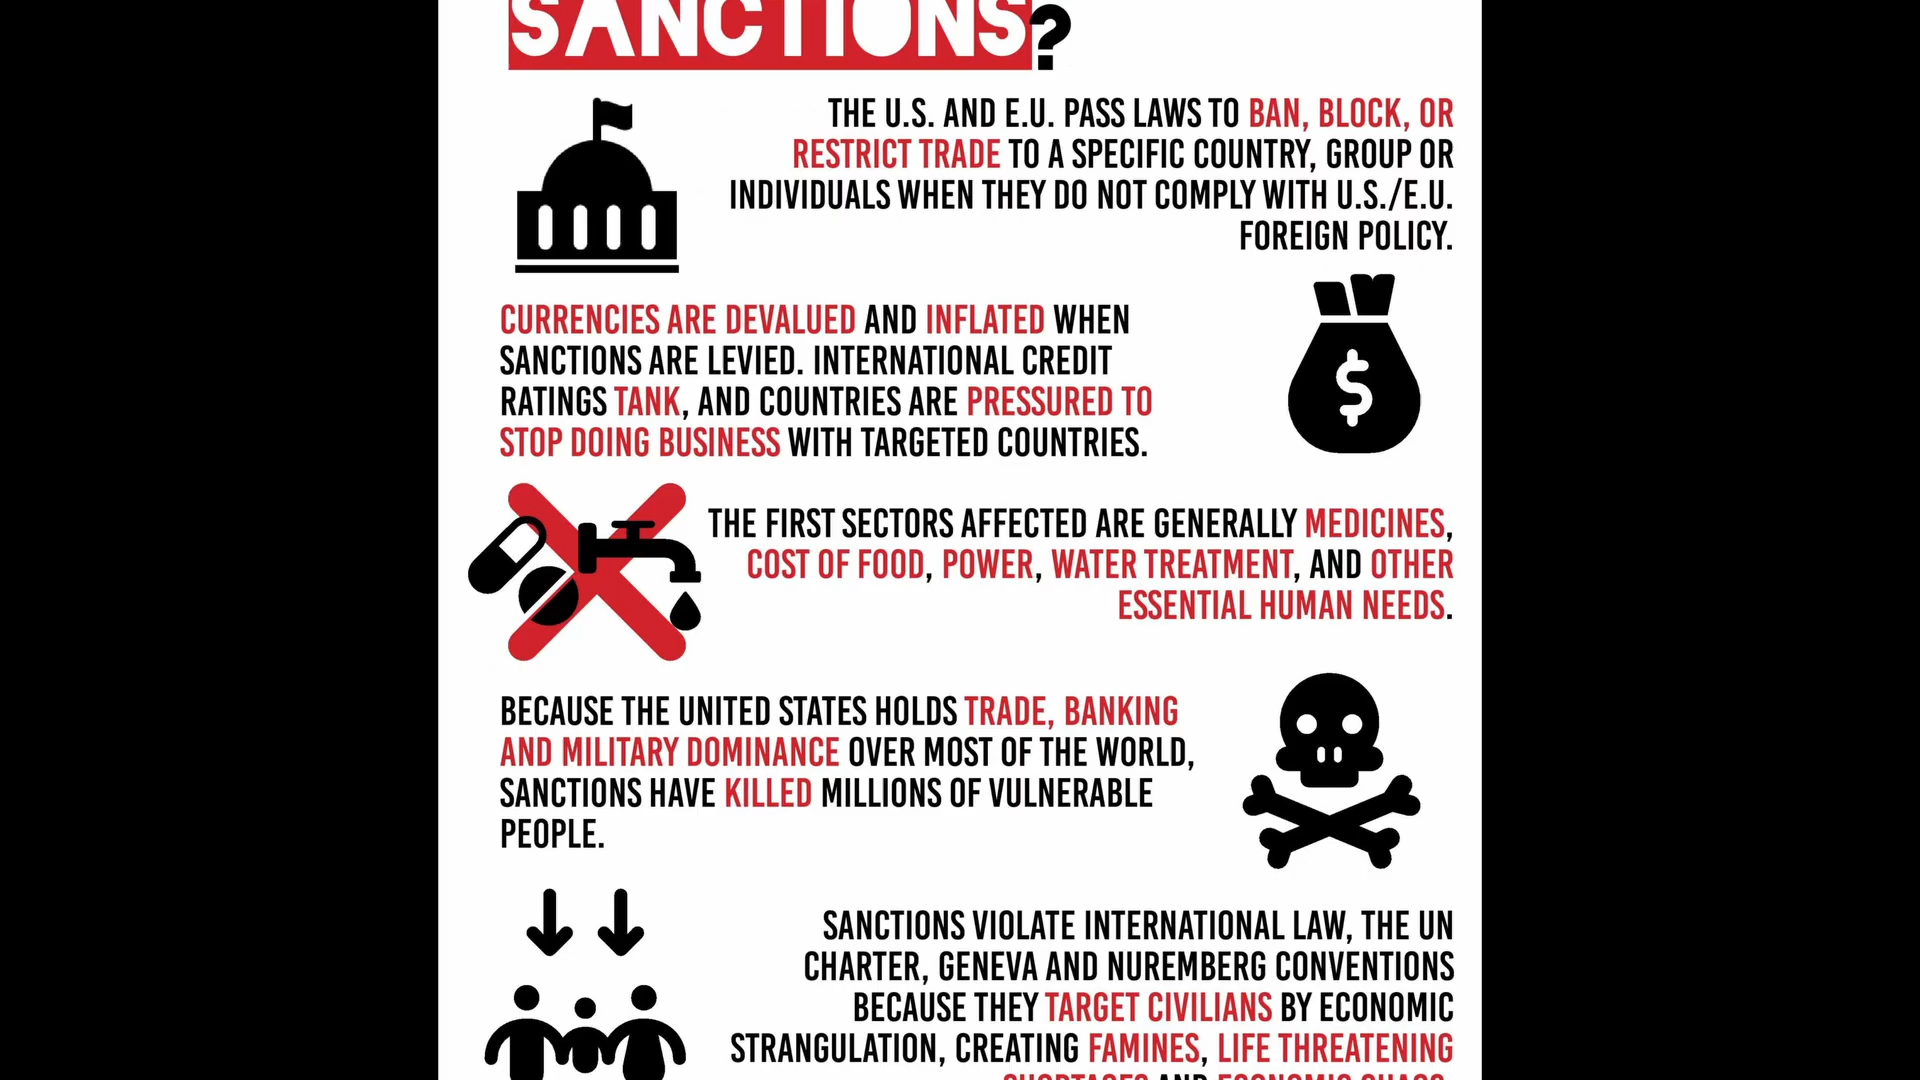 SANCTIONS?
THE U.S. AND E.U. PASS LAWS TO BAN, BLOCK, OR
RESTRICT TRADE TO A SPECIFIC COUNTRY, GROUP OR
INDIVIDUALS WHEN THEY DO NOT COMPLY WITH U.S./E.U.
FOREIGN POLICY.
$
CURRENCIES ARE DEVALUED AND INFLATED WHEN
SANCTIONS ARE LEVIED. INTERNATIONAL CREDIT
RATINGS TANK, AND COUNTRIES ARE PRESSURED TO
STOP DOING BUSINESS WITH TARGETED COUNTRIES.
THE FIRST SECTORS AFFECTED ARE GENERALLY MEDICINES,
COST OF FOOD, POWER, WATER TREATMENT, AND OTHER
ESSENTIAL HUMAN NEEDS.
BECAUSE THE UNITED STATES HOLDS TRADE, BANKING
AND MILITARY DOMINANCE OVER MOST OF THE WORLD,
SANCTIONS HAVE KILLED MILLIONS OF VULNERABLE
PEOPLE.
SANCTIONS VIOLATE INTERNATIONAL LAW, THE UN
CHARTER, GENEVA AND NUREMBERG CONVENTIONS
BECAUSE THEY TARGET CIVILIANS BY ECONOMIC
STRANGULATION, CREATING FAMINES, LIFE THREATENING
SHORTAGES AND ECONOMIC CHAOS.